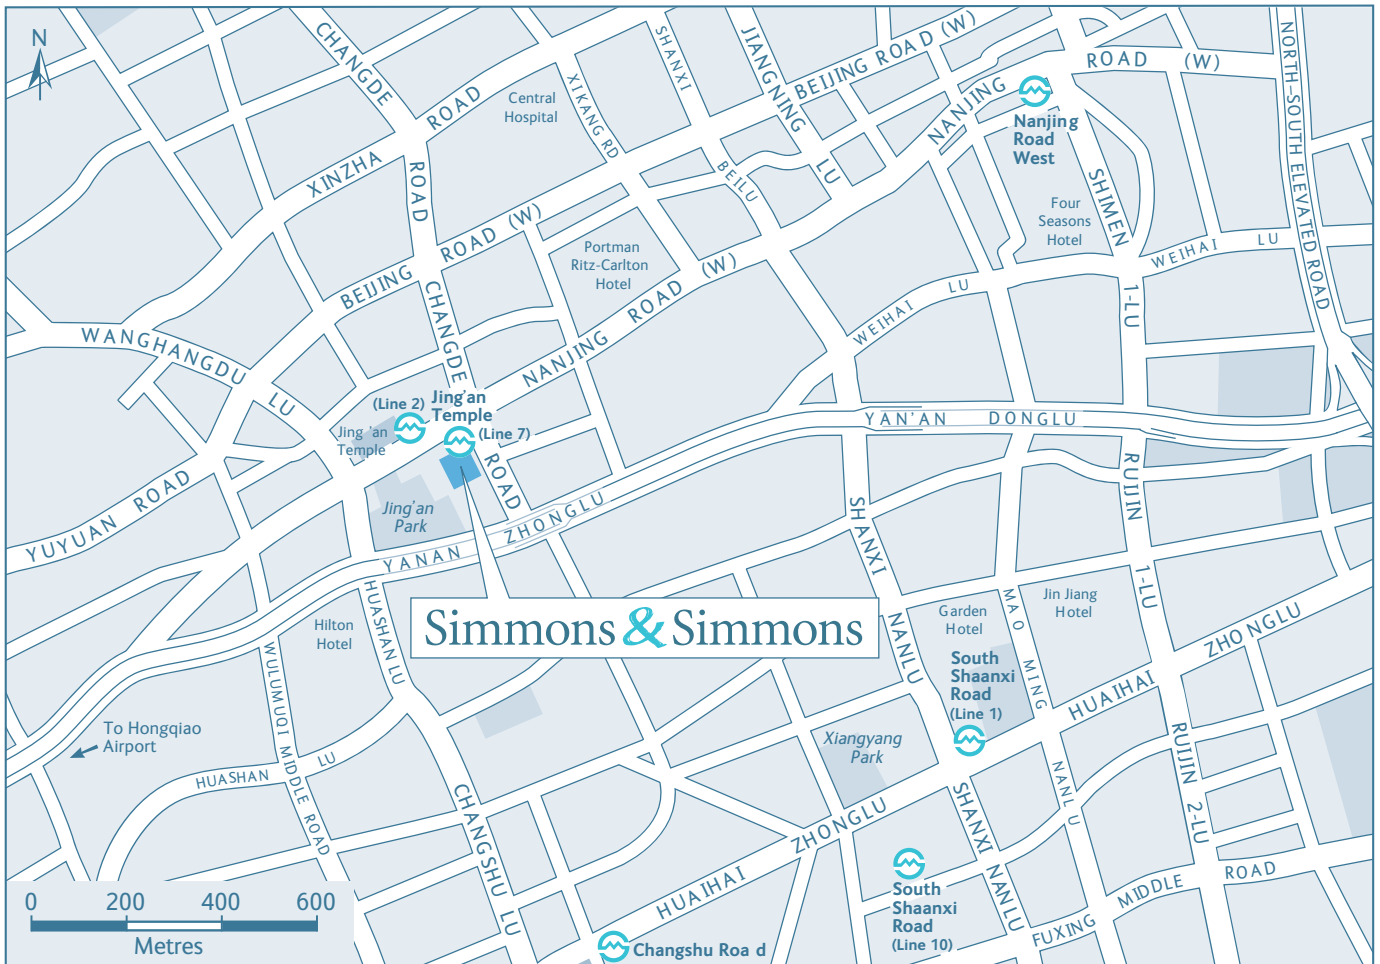 N
CHANGDE
ROAD
XINZHA
ROAD
Central
Hospital
XIKANG RD
SHANXI
BEILU
JIANGNING
LU
BEIJING ROAD (W)
NANJING
ROAD (W)
Nanjing
Road
West
NORTH-SOUTH ELEVATED ROAD
SHIMEN
1-LU
Four
Seasons
Hotel
WEIHAI LU
WEIHAI LU
BEIJING ROAD (W)
Portman
Ritz-Carlton
Hotel
NANJING ROAD (W)
CHANGDE
ROAD
WANGHANGDU
LU
(Line 2)
Jing'an
Temple
(Line 7)
Jing 'an
Temple
Jing'an
Park
YUYUAN ROAD
YANAN ZHONGLU
YAN'AN DONGLU
RUIJIN
1-LU
SHANXI
NANLU
Simmons & Simmons
Hilton
Hotel
HUASHAN LU
WULUMUQI MIDDLE ROAD
To Hongqiao
Airport
HUASHAN LU
Garden
Hotel
MAO MING
NANLU
Jin Jiang
Hotel
South
Shaanxi
Road
(Line 1)
HUAIHAI ZHONGLU
Xiangyang
Park
RUIJIN 2-LU
SHANXI NANLU
CHANGSHU LU
HUAIHAI ZHONGLU
South
Shaanxi
Road
(Line 10)
FUXING MIDDLE ROAD
Changshu Roa d
0 200 400 600
Metres